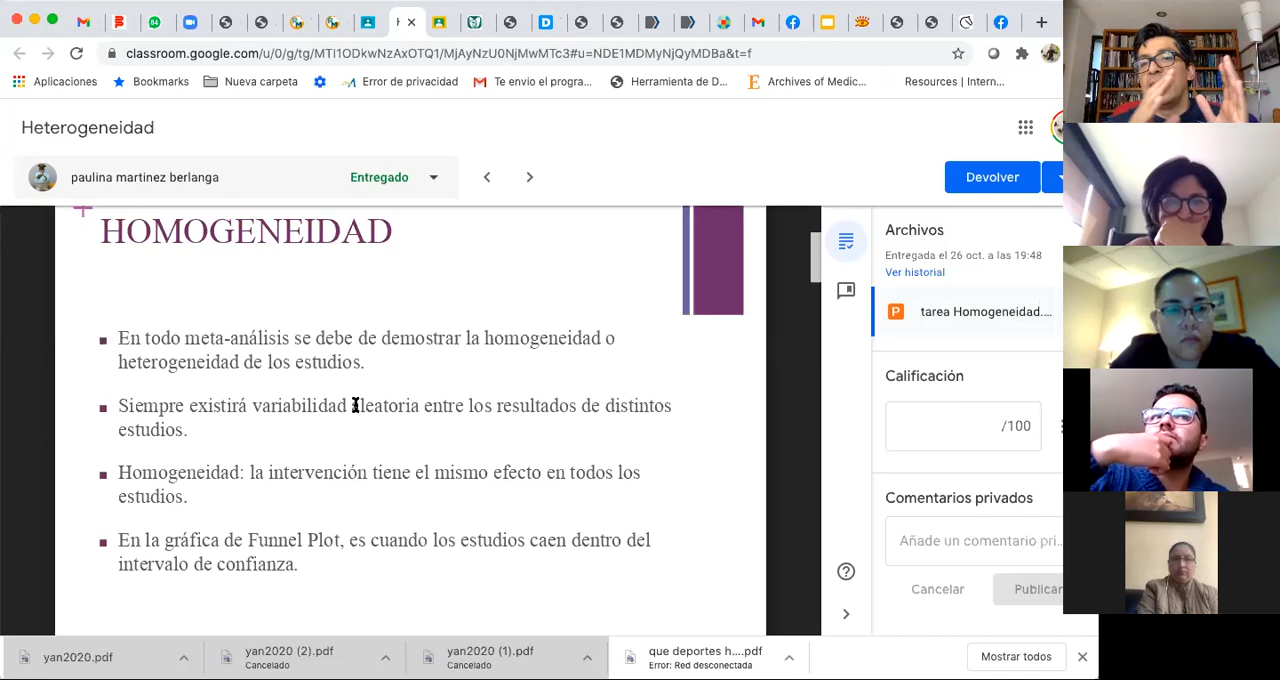 84
H
D
classroom.google.com/u/0/g/tg/MTI1ODkwNzAxOTQ1/MjAyNzU0NjMwMTc3#u=NDE1MDMyNjQyMDBa&t=f
Aplicaciones
Bookmarks
Nueva carpeta
Error de privacidad
Te envio el progra...
Herramienta de D...
Archives of Medic...
Resources | Intern...
Heterogeneidad
paulina martinez berlanga
Entregado
Devolver
HOMOGENEIDAD
En todo meta-análisis se debe de demostrar la homogeneidad o
heterogeneidad de los estudios.
Siempre existirá variabilidad aleatoria entre los resultados de distintos
estudios.
Homogeneidad: la intervención tiene el mismo efecto en todos los
estudios.
En la gráfica de Funnel Plot, es cuando los estudios caen dentro del
intervalo de confianza.
Archivos
Entregada el 26 oct. a las 19:48
Ver historial
P
tarea Homogeneidad....
Calificación
/100
Comentarios privados
Añade un comentario pri...
Cancelar
Publicar
yan2020.pdf
yan2020 (2).pdf
Cancelado
yan2020 (1).pdf
Cancelado
que deportes h....pdf
Error: Red desconectada
Mostrar todos